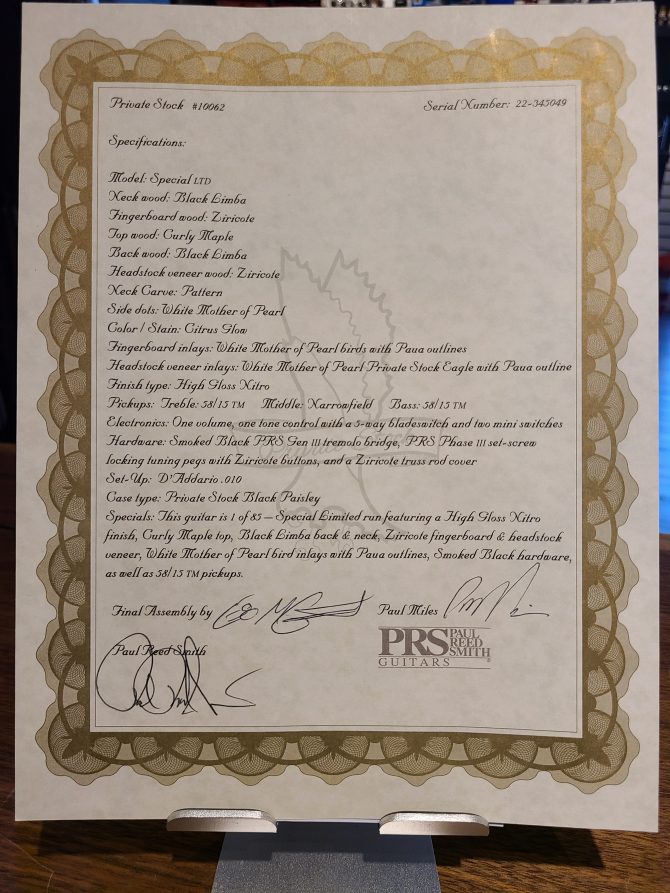 Private Stock #10062
Serial Number: 22-345049
Specifications:
Model: Special LTD
Neck wood: Black Limba
Fingerboard wood: Ziricote
Top wood: Curly Maple
Back wood: Black Limba
Headstock veneer wood: Ziricote
Neck Carve: Pattern
Side dots: White Mother of Pearl
Color / Stain: Citrus Glow
Fingerboard inlays: White Mother of Pearl birds with Paua outlines
Headstock veneer inlays: White Mother of Pearl Private Stock Eagle with Paua outline
Finish type: High Gloss Nitro
Pickups: Treble: 58/15 TM Middle: Narrowfield Bass: 58/15 TM
Electronics: One volume, one tone control with a 5-way bladeswitch and two mini switches
Hardware: Smoked Black PRS Gen III tremolo bridge, PRS Phase III set-screw
locking tuning pegs with Ziricote buttons, and a Ziricote truss rod cover
Set-Up: D'Addario .010
Case type: Private Stock Black Paisley
Specials: This guitar is 1 of 85—Special Limited run featuring a High Gloss Nitro
finish, Curly Maple top, Black Limba back & neck, Ziricote fingerboard & headstock
veneer, White Mother of Pearl bird inlays with Paua outlines, Smoked Black hardware,
as well as 58/15 TM pickups.
Final Assembly by
Paul Miles
Paul Reed Smith
PRS PAUL REED SMITH
GUITARS